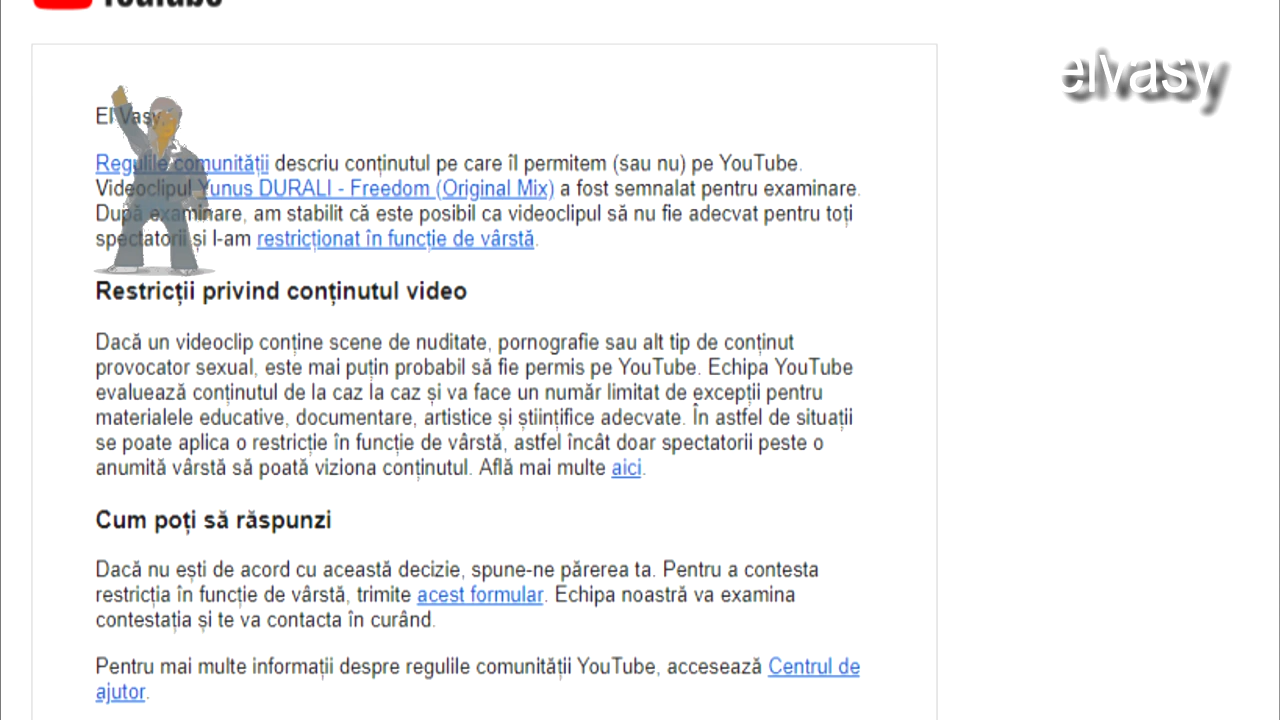 YouTube
elvasy
El Vasy,
Regulile comunității descriu conținutul pe care îl permitem (sau nu) pe YouTube.
Videoclipul Yunus DURALI - Freedom (Original Mix) a fost semnalat pentru examinare.
După examinare, am stabilit că este posibil ca videoclipul să nu fie adecvat pentru toți
spectatorii și l-am restricționat în funcție de vârstă.
Restricții privind conținutul video
Dacă un videoclip conține scene de nuditate, pornografie sau alt tip de conținut
provocator sexual, este mai puțin probabil să fie permis pe YouTube. Echipa YouTube
evaluează conținutul de la caz la caz și va face un număr limitat de excepții pentru
materialele educative, documentare, artistice și științifice adecvate. În astfel de situații
se poate aplica o restricție în funcție de vârstă, astfel încât doar spectatorii peste o
anumită vârstă să poată viziona conținutul. Află mai multe aici.
Cum poți să răspunzi
Dacă nu ești de acord cu această decizie, spune-ne părerea ta. Pentru a contesta
restricția în funcție de vârstă, trimite acest formular. Echipa noastră va examina
contestația și te va contacta în curând.
Pentru mai multe informații despre regulile comunității YouTube, accesează Centrul de
ajutor.